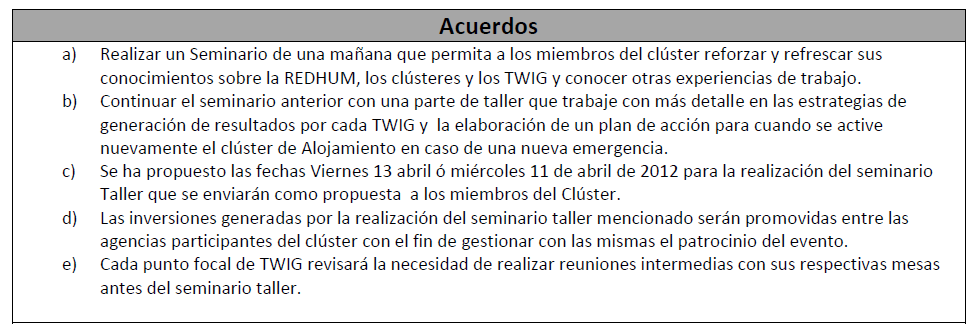 Acuerdos
a) Realizar un Seminario de una mañana que permita a los miembros del clúster reforzar y refrescar sus
conocimientos sobre la REDHUM, los clústeres y los TWIG y conocer otras experiencias de trabajo.
b) Continuar el seminario anterior con una parte de taller que trabaje con más detalle en las estrategias de
generación de resultados por cada TWIG y la elaboración de un plan de acción para cuando se active
nuevamente el clúster de Alojamiento en caso de una nueva emergencia.
c) Se ha propuesto las fechas Viernes 13 abril ó miércoles 11 de abril de 2012 para la realización del seminario
Taller que se enviarán como propuesta a los miembros del Clúster.
d) Las inversiones generadas por la realización del seminario taller mencionado serán promovidas entre las
agencias participantes del clúster con el fin de gestionar con las mismas el patrocinio del evento.
e) Cada punto focal de TWIG revisará la necesidad de realizar reuniones intermedias con sus respectivas mesas
antes del seminario taller.